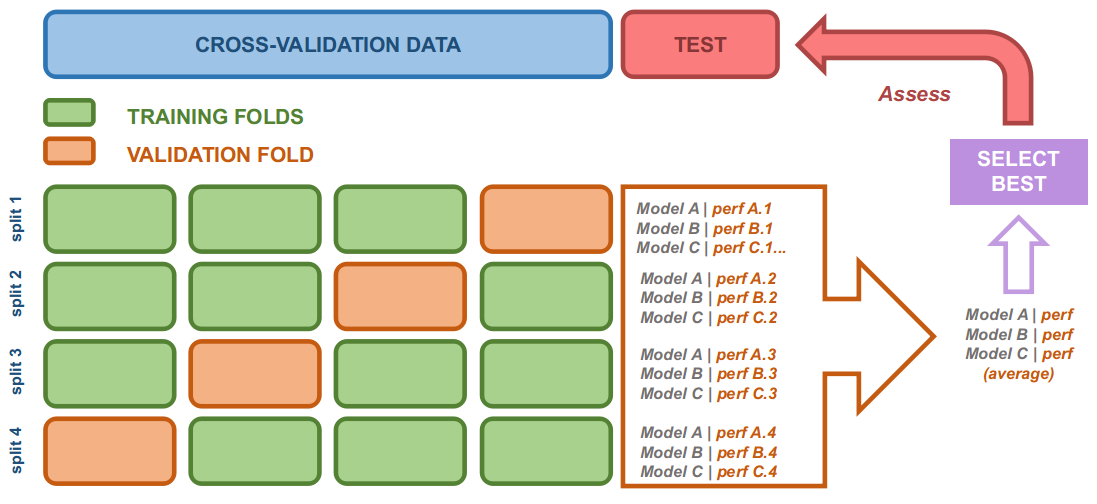 CROSS-VALIDATION DATA
TEST
Assess
TRAINING FOLDS
VALIDATION FOLD
SELECT
BEST
split 1
Model A | perf A.1
Model B | perf B.1
Model C | perf C.1...
split 2
Model A | perf A.2
Model B | perf B.2
Model C | perf C.2
split 3
Model A | perf A.3
Model B | perf B.3
Model C | perf C.3
split 4
Model A | perf A.4
Model B | perf B.4
Model C | perf C.4
Model A | perf
Model B | perf
Model C | perf
(average)